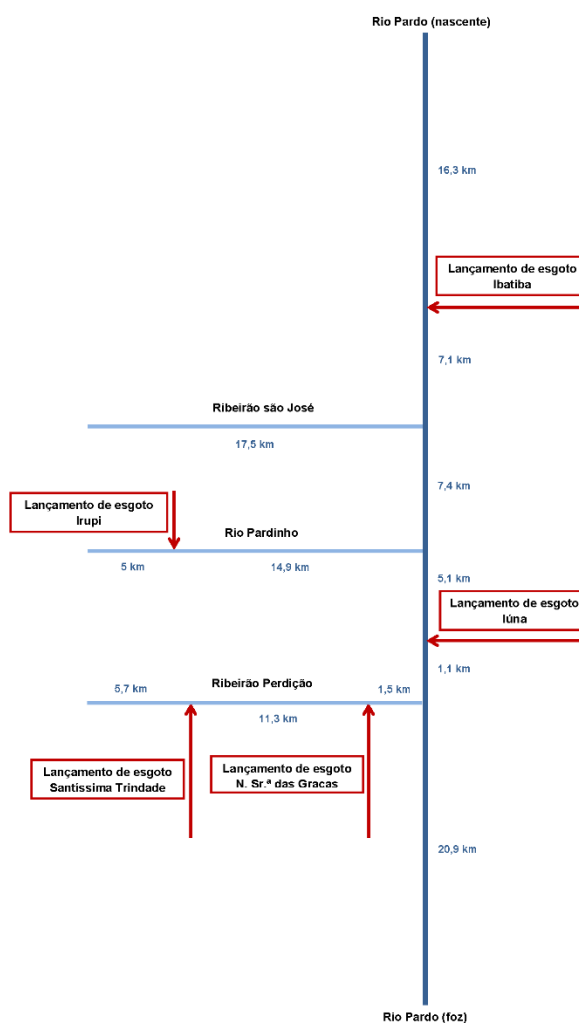 Rio Pardo (nascente)
16,3 km
Lançamento de esgoto
Ibatiba
7,1 km
Ribeirão são José
17,5 km
7,4 km
Lançamento de esgoto
Irupi
Rio Pardinho
5 km
14,9 km
5,1 km
Lançamento de esgoto
Iúna
1,1 km
5,7 km
Ribeirão Perdição
1,5 km
11,3 km
Lançamento de esgoto
Santíssima Trindade
Lançamento de esgoto
N. Sr.ª das Gracas
20,9 km
Rio Pardo (foz)